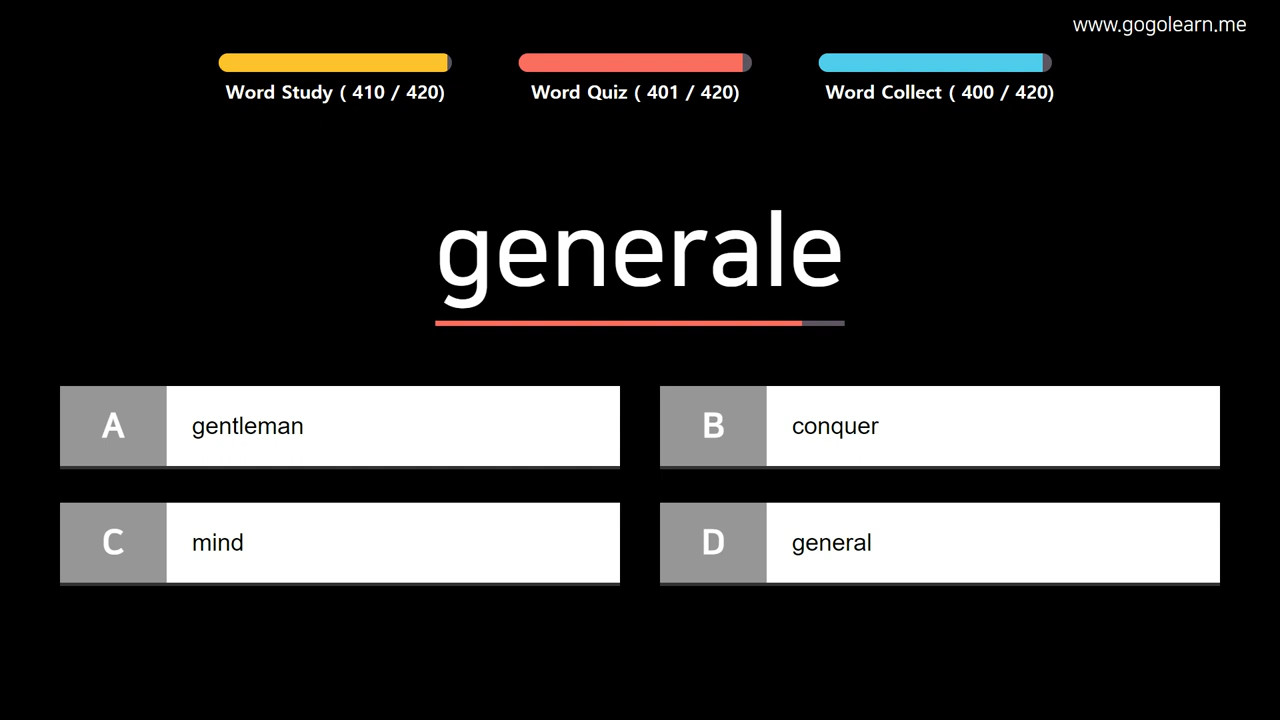 www.gogolearn.me
Word Study ( 410 / 420)
Word Quiz ( 401 / 420)
Word Collect ( 400 / 420)
generale
A
gentleman
B
conquer
C
mind
D
general